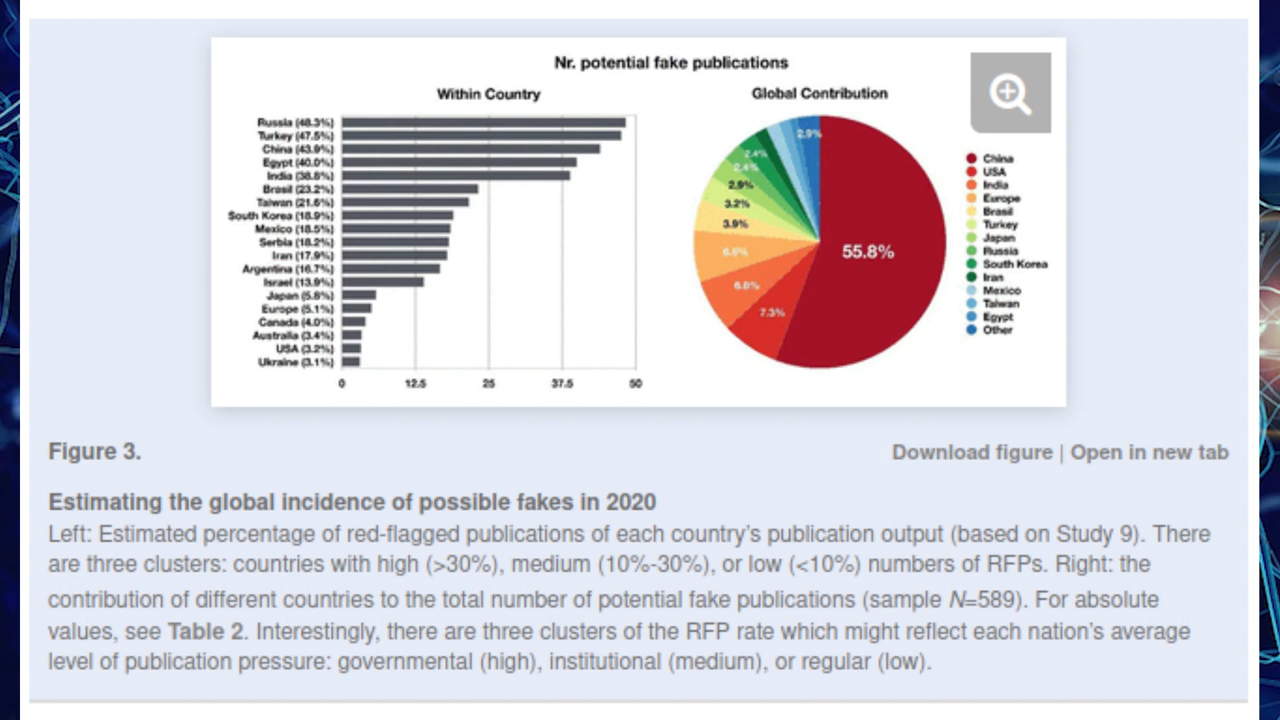 Nr. potential fake publications
Within Country
Russia (48.3%)
Turkey (47.5%)
China (43.9%)
Egypt (40.0%)
India (38.8%)
Brasil (23.2%)
Taiwan (21.6%)
South Korea (18.9%)
Mexico (18.5%)
Serbia (18.2%)
Iran (17.9%)
Argentina (16.7%)
Israel (13.9%)
Japan (5.8%)
Europe (5.1%)
Canada (4.0%)
Australia (3.4%)
USA (3.2%)
Ukraine (3.1%)
0 12.5 25 37.5 50
Global Contribution
2.9%
2.4%
2.4%
2.9%
3.2%
3.9%
6.8%
7.3%
55.8%
China
USA
India
Europe
Brasil
Turkey
Japan
Russia
South Korea
Iran
Mexico
Taiwan
Egypt
Other
Figure 3.
Download figure | Open in new tab
Estimating the global incidence of possible fakes in 2020
Left: Estimated percentage of red-flagged publications of each country's publication output (based on Study 9). There
are three clusters: countries with high (>30%), medium (10%-30%), or low (<10%) numbers of RFPs. Right: the
contribution of different countries to the total number of potential fake publications (sample N=589). For absolute
values, see Table 2. Interestingly, there are three clusters of the RFP rate which might reflect each nation's average
level of publication pressure: governmental (high), institutional (medium), or regular (low).